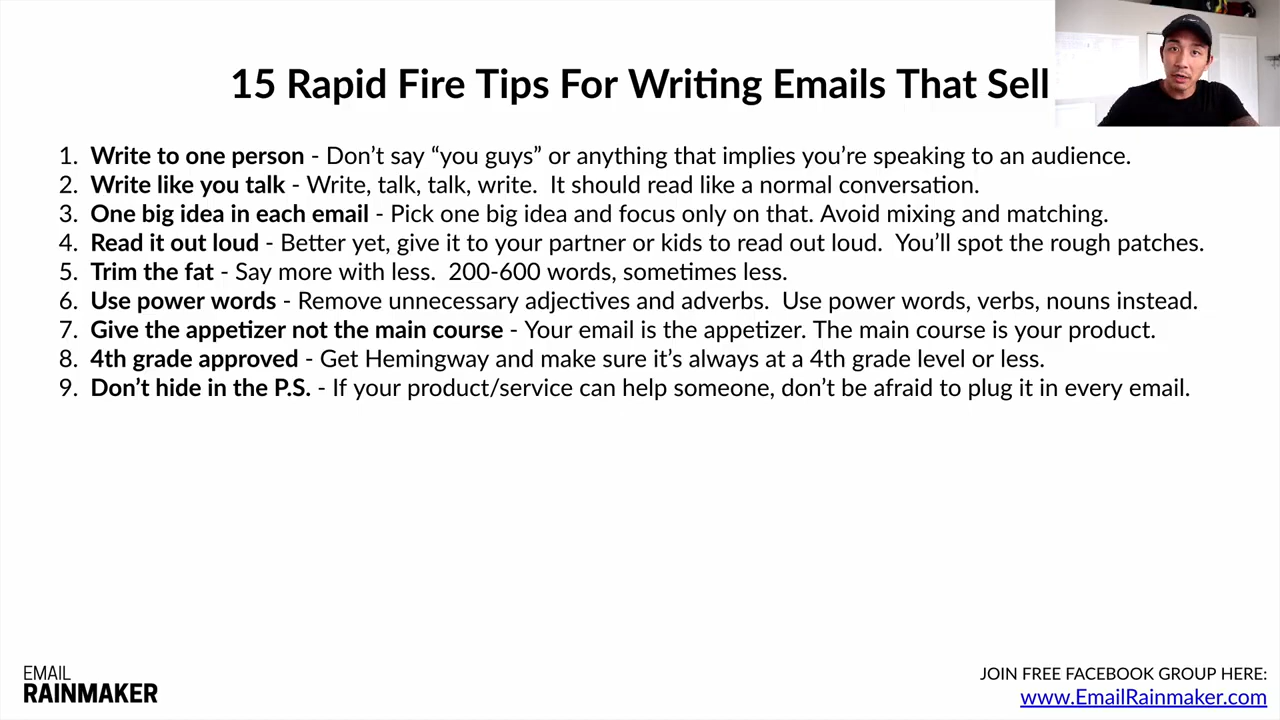 15 Rapid Fire Tips For Writing Emails That Sell
1. Write to one person - Don’t say “you guys” or anything that implies you’re speaking to an audience.
2. Write like you talk - Write, talk, talk, write.  It should read like a normal conversation.
3. One big idea in each email - Pick one big idea and focus only on that. Avoid mixing and matching.
4. Read it out loud - Better yet, give it to your partner or kids to read out loud.  You’ll spot the rough patches.
5. Trim the fat - Say more with less.  200-600 words, sometimes less.
6. Use power words - Remove unnecessary adjectives and adverbs.  Use power words, verbs, nouns instead.
7. Give the appetizer not the main course - Your email is the appetizer. The main course is your product.
8. 4th grade approved - Get Hemingway and make sure it’s always at a 4th grade level or less.
9. Don’t hide in the P.S. - If your product/service can help someone, don’t be afraid to plug it in every email.
EMAIL
RAINMAKER
JOIN FREE FACEBOOK GROUP HERE:
www.EmailRainmaker.com